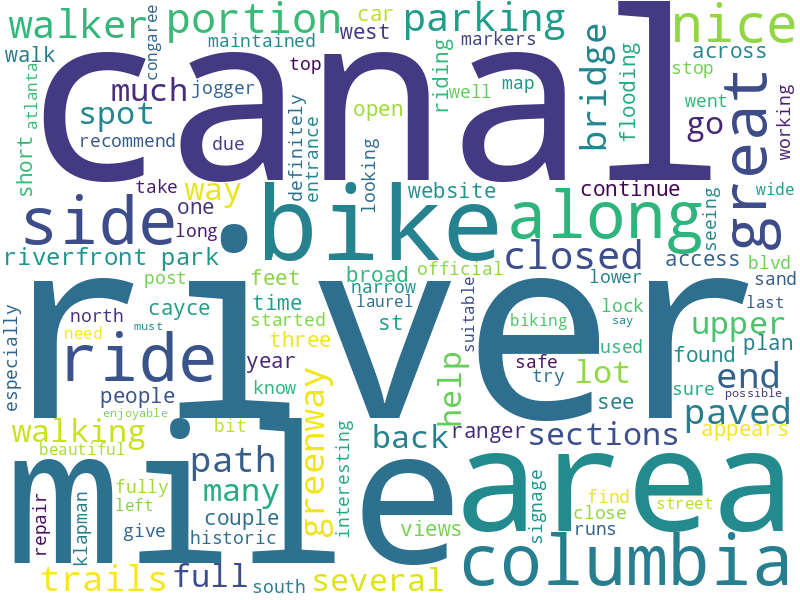 walker
portion
parking
nice
canal
walk
maintained
congaree
car
west
markers
across
top
stop
atlanta
much
jogger
riding
well
map
bridge
flooding
went
great
working
spot
open
go
recommend
due
definitely
entrance
looking
short
take
way
website
continue
wide
side
one
long
bike
along
seeing
riverfront park
closed
access
blvd
sand
post
feet
broad
official
lower
narrow
suitable
last
river
north
cayce
time
laurel
lock
need
must
started
st
biking
say
upper
especially
ride
three
used
year
safe
found
plan
people
know
try
sure
end
possible
enjoyable
greenway
help
lot
see
paved
walking
bit
back
ranger
sections
appears
beautiful
path
interesting
mile
area
repair
klapman
fully
left
many
signage
find
close
street
give
couple
historic
views
runs
columbia
trails
full
south
several